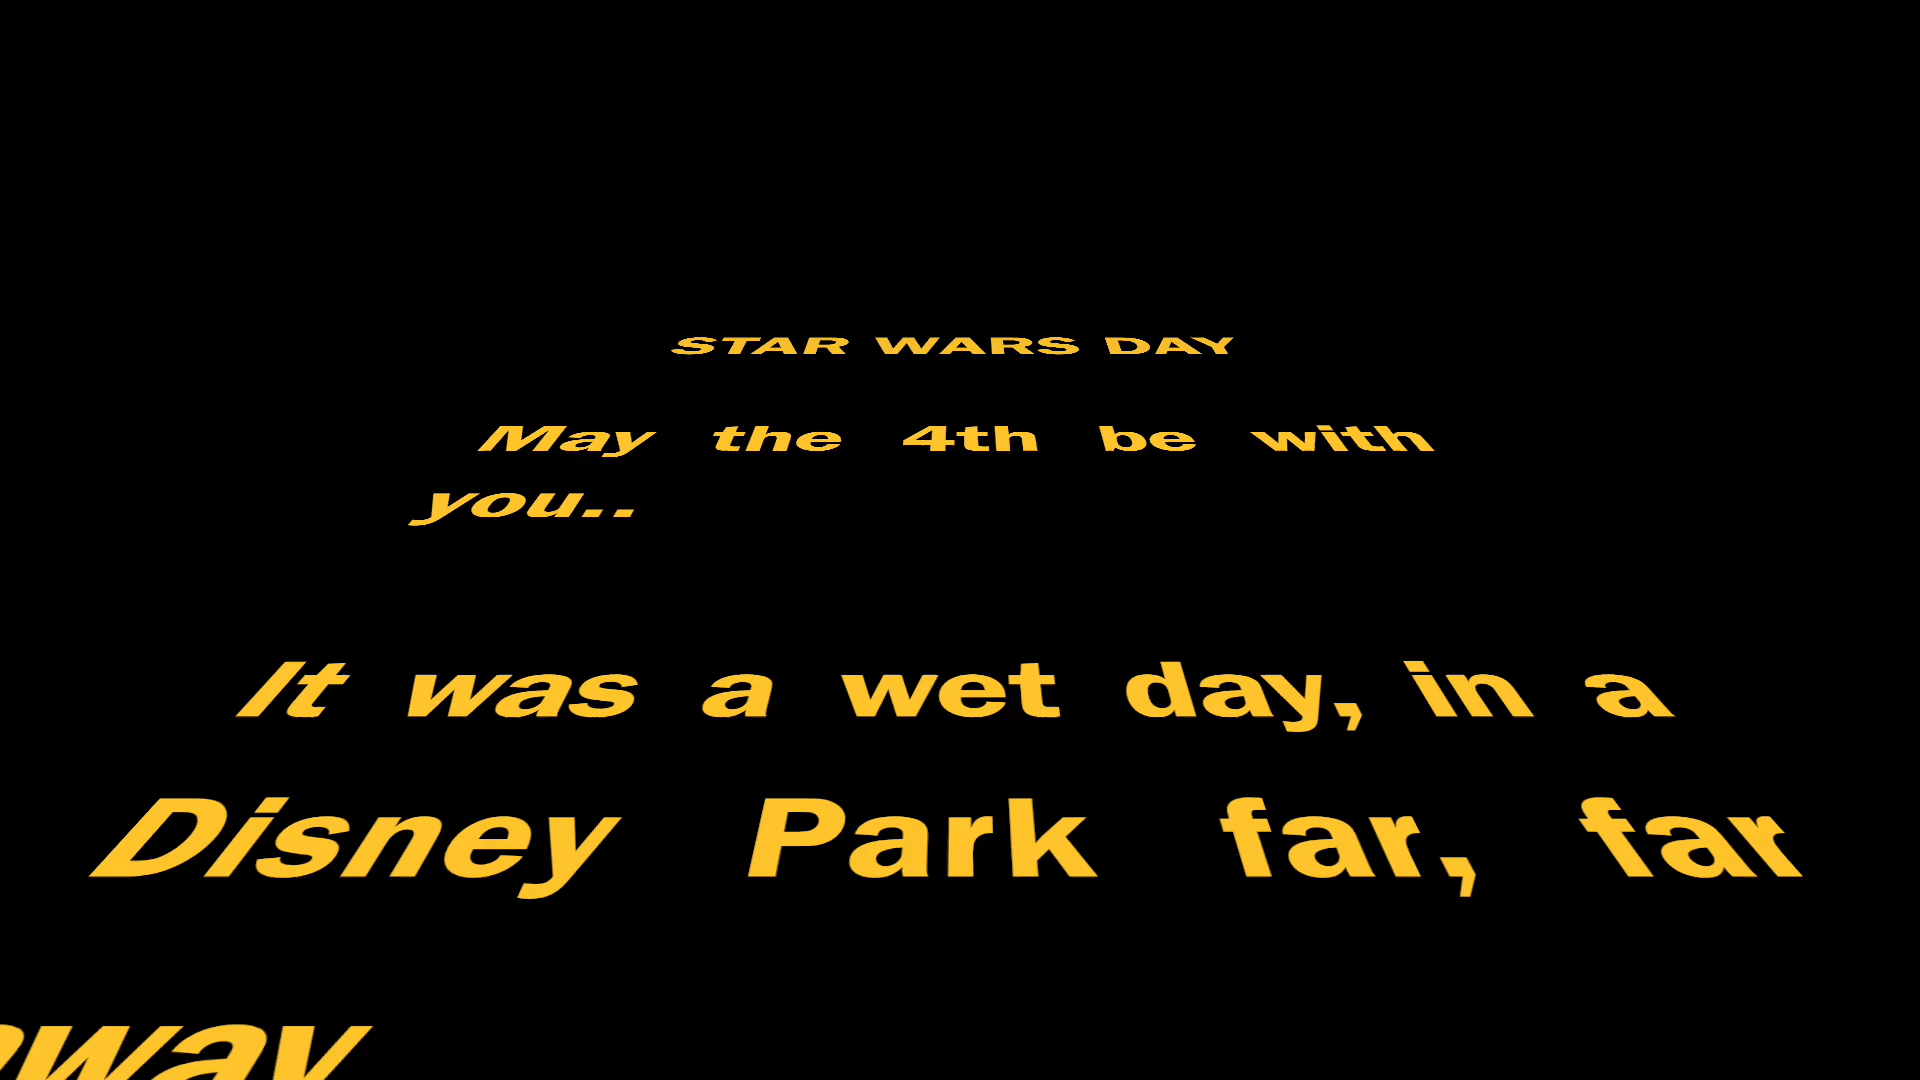 STAR WARS DAY
May the 4th be with
you..
It was a wet day, in a
Disney Park far, far
away